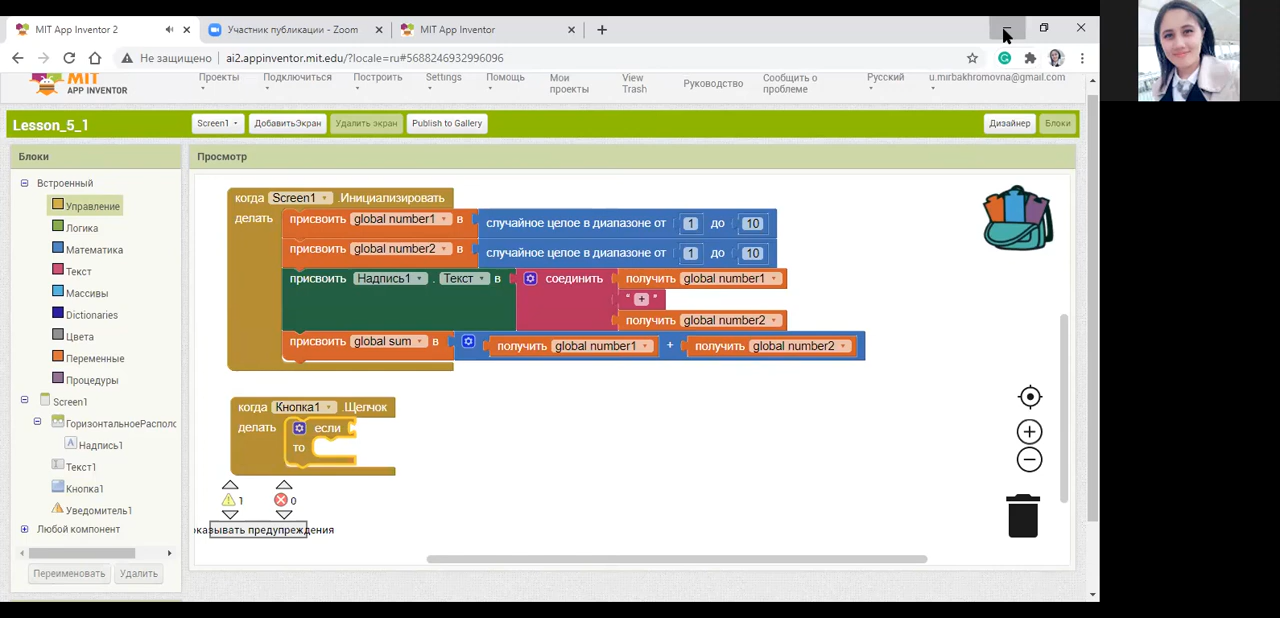 MIT App Inventor 2
Участник публикации - Zoom
MIT App Inventor
Не защищено
ai2.appinventor.mit.edu/?locale=ru#5688246932996096
MIT
APP INVENTOR
Проекты
Подключиться
Построить
Settings
Помощь
Мои проекты
View Trash
Руководство
Сообщить о проблеме
Русский
u.mirbakhromovna@gmail.com
Lesson_5_1
Screen1
ДобавитьЭкран
Удалить экран
Publish to Gallery
Дизайнер
Блоки
Блоки
Просмотр
Встроенный
Управление
Логика
Математика
Текст
Массивы
Dictionaries
Цвета
Переменные
Процедуры
Screen1
ГоризонтальноеРасполо
Надпись1
Текст1
Кнопка1
Уведомитель1
Любой компонент
Переименовать
Удалить
когда Screen1 .Инициализировать
делать присвоить global number1 в случайное целое в диапазоне от 1 до 10
присвоить global number2 в случайное целое в диапазоне от 1 до 10
присвоить Надпись1 . Текст в соединить получить global number1
" + "
получить global number2
присвоить global sum в получить global number1 + получить global number2
когда Кнопка1 .Щелчок
делать если
то
1
0
казывать предупреждения